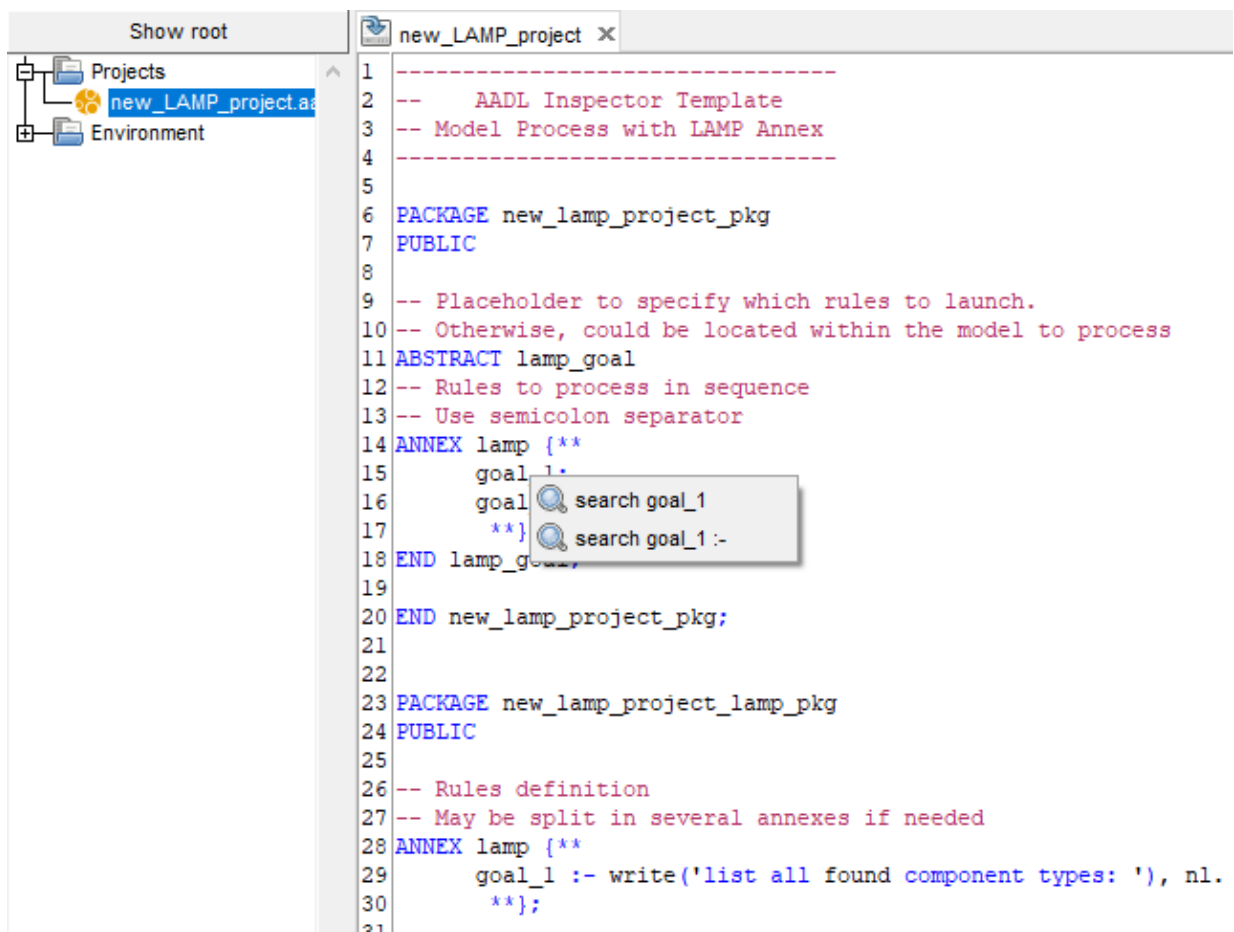 Show root
Projects
new_LAMP_project.aa
Environment
new_LAMP_project
1 ---------------------------------
2 --    AADL Inspector Template
3 -- Model Process with LAMP Annex
4 ---------------------------------
5
6 PACKAGE new_lamp_project_pkg
7 PUBLIC
8
9 -- Placeholder to specify which rules to launch.
10 -- Otherwise, could be located within the model to process
11 ABSTRACT lamp_goal
12 -- Rules to process in sequence
13 -- Use semicolon separator
14 ANNEX lamp {**
15 goal_1;
16 goal
search goal_1
17 **}
search goal_1 :-
18 END lamp_goal;
19
20 END new_lamp_project_pkg;
21
22
23 PACKAGE new_lamp_project_lamp_pkg
24 PUBLIC
25
26 -- Rules definition
27 -- May be split in several annexes if needed
28 ANNEX lamp {**
29 goal_1 :- write('list all found component types: '), nl.
30 **};
31